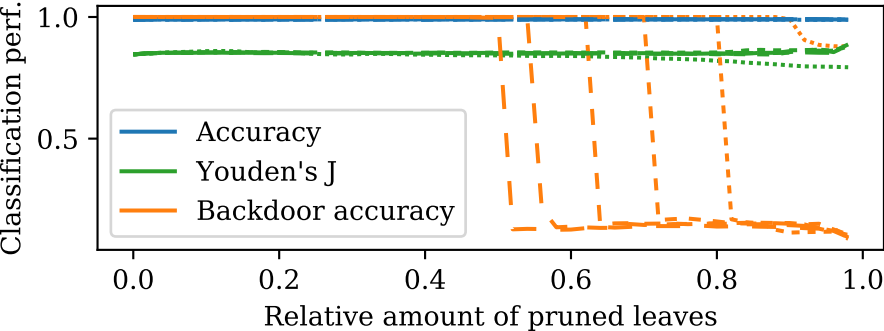 Classification perf.
1.0
0.5
Accuracy
Youden's J
Backdoor accuracy
0.0 0.2 0.4 0.6 0.8 1.0
Relative amount of pruned leaves